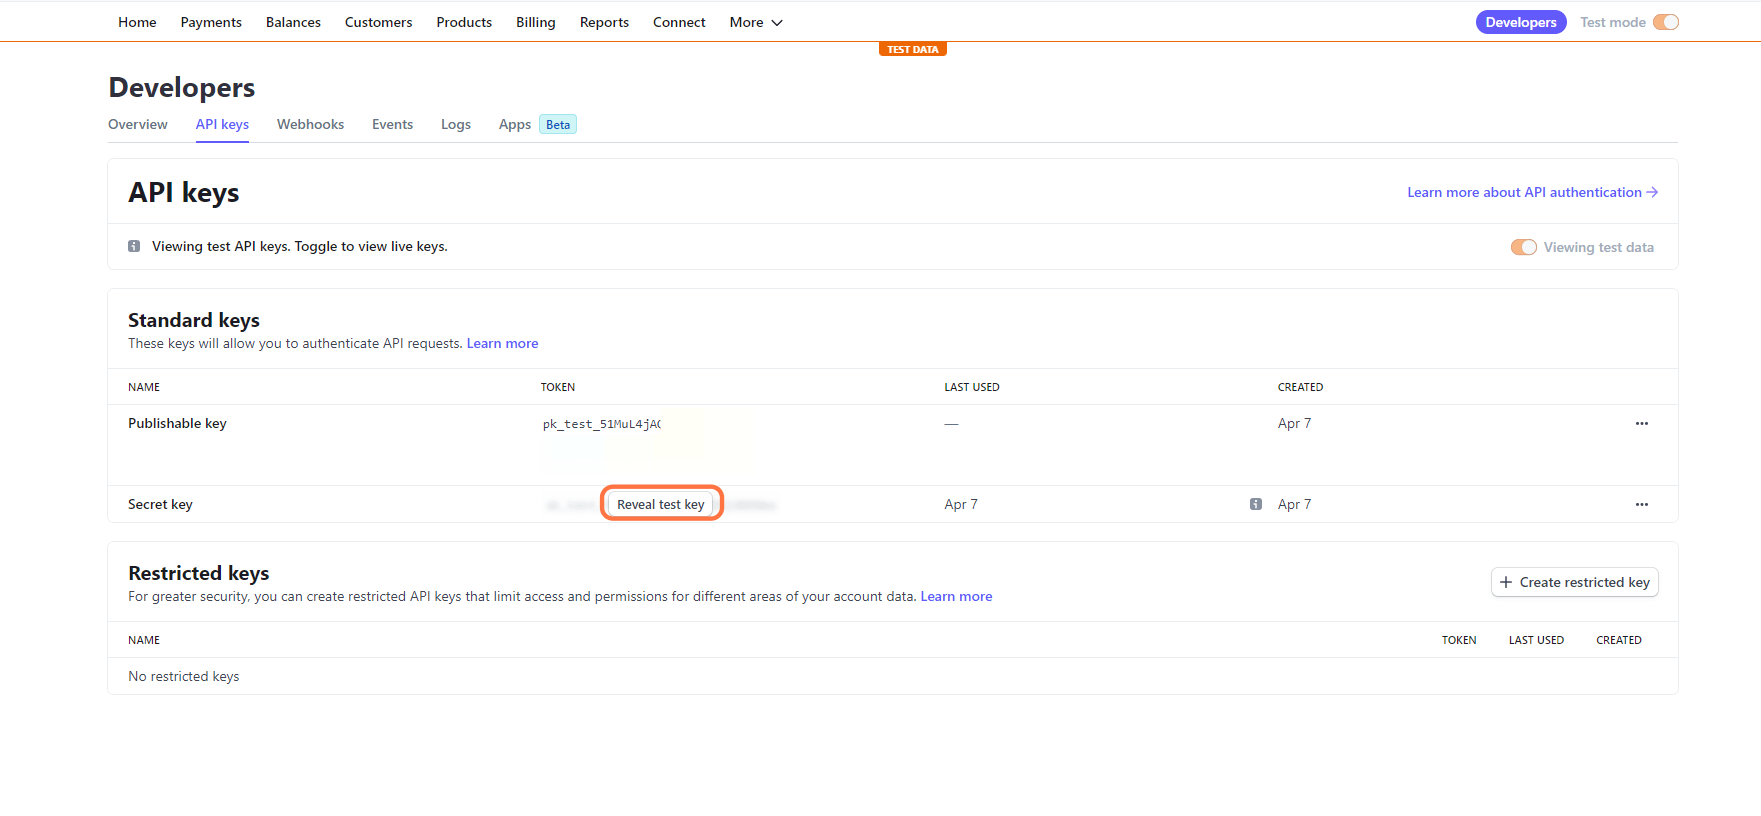 Home Payments Balances Customers Products Billing Reports Connect More Developers Test mode
TEST DATA
Developers
Overview API keys Webhooks Events Logs Apps Beta
API keys Learn more about API authentication →
Viewing test API keys. Toggle to view live keys. Viewing test data
Standard keys
These keys will allow you to authenticate API requests. Learn more
NAME TOKEN LAST USED CREATED
Publishable key pk_test_51MuL4jA — Apr 7 •••
Secret key Reveal test key Apr 7 Apr 7 •••
Restricted keys
+ Create restricted key
For greater security, you can create restricted API keys that limit access and permissions for different areas of your account data. Learn more
NAME TOKEN LAST USED CREATED
No restricted keys